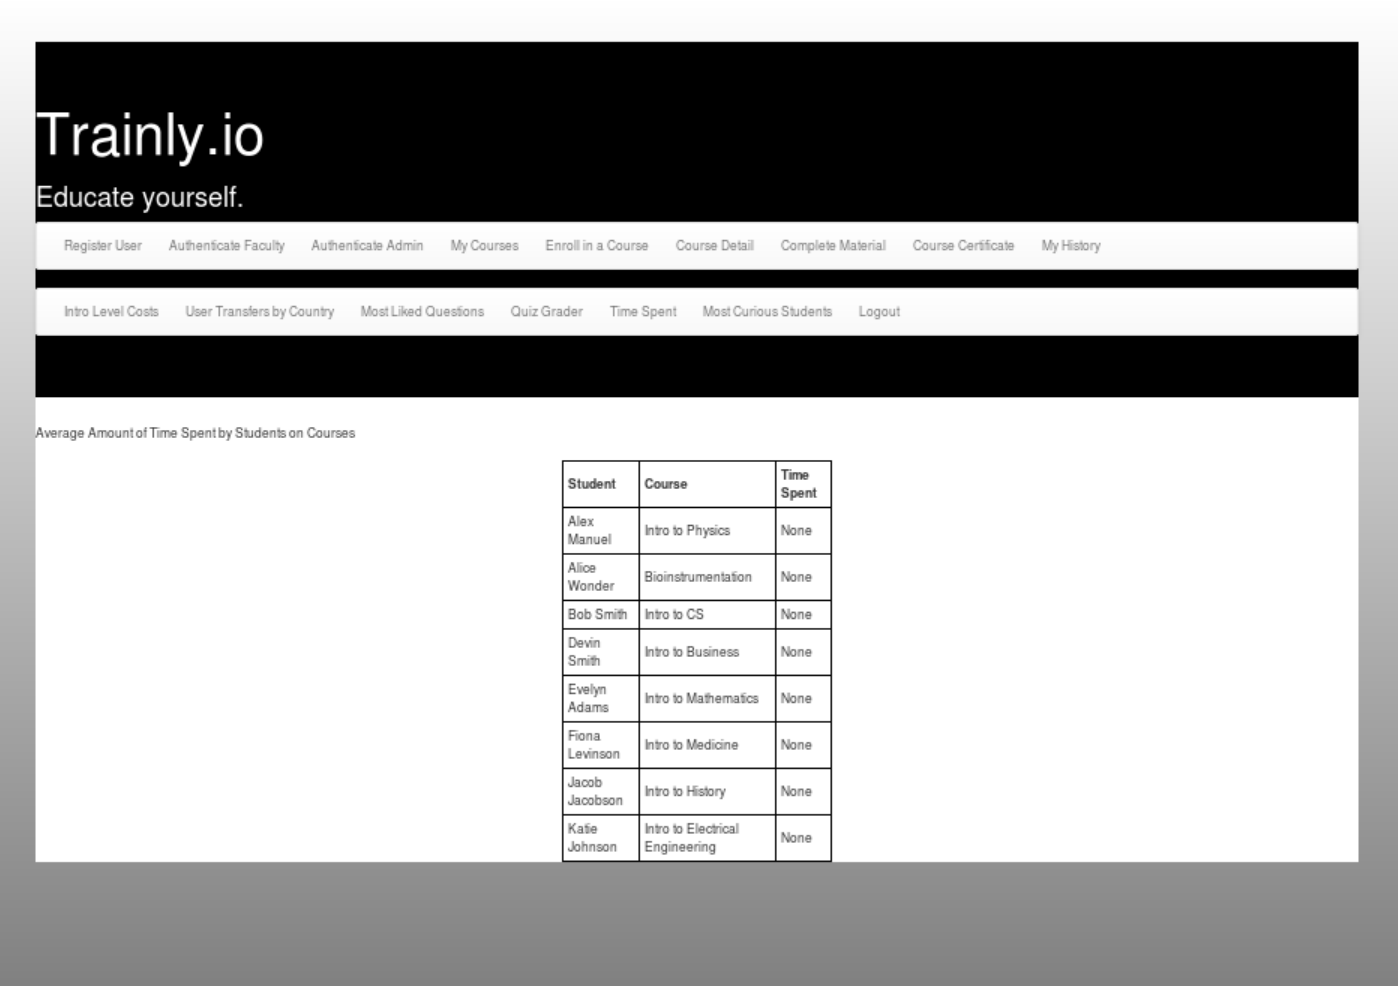 Trainly.io
Educate yourself.
Register User Authenticate Faculty Authenticate Admin My Courses Enroll in a Course Course Detail Complete Material Course Certificate My History
Intro Level Costs User Transfers by Country Most Liked Questions Quiz Grader Time Spent Most Curious Students Logout
Average Amount of Time Spent by Students on Courses
Student Course Time Spent
Alex Manuel Intro to Physics None
Alice Wonder Bioinstrumentation None
Bob Smith Intro to CS None
Devin Smith Intro to Business None
Evelyn Adams Intro to Mathematics None
Fiona Levinson Intro to Medicine None
Jacob Jacobson Intro to History None
Katie Johnson Intro to Electrical Engineering None